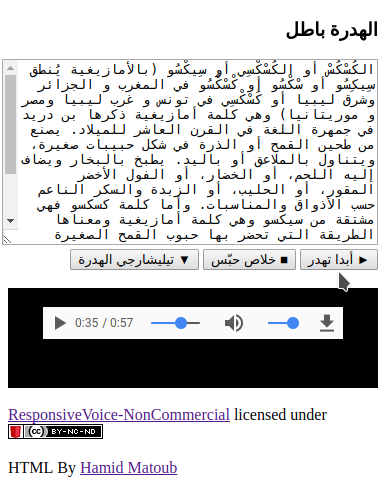 الهدرة باطل
الكُسْكُسْ أو الكُسْكْسِي أو سِيكْسُو (بالأمازيغية يُنطق
سِيكِسُو أو سْكْسُو أو كْسْكْسُو في المغرب و الجزائر
وشرق ليبيا أو كُسْكْسِي في تونس و غرب ليبيا ومصر
و موريتانيا) وهي كلمة أمازيغية ذكرها بن دريد
في جمهرة اللغة في القرن العاشر للميلاد. يصنع
من طحين القمح أو الذرة في شكل حبيبات صغيرة،
ويتناول بالملاعق أو باليد. يطبخ بالبخار ويضاف
إليه اللحم، أو الخضار، أو الفول الأخضر
المقور، أو الحليب، أو الزبدة والسكر الناعم
حسب الأذواق والمناسبات. وأما كلمة كسكسو فهي
مشتقة من سيكسو وهي كلمة أمازيغية ومعناها
الطريقة التي تحضر بها حبوب القمح الصغيرة
► أبدا تهدر ■ خلاص حبّس ▼ تيليشارجي الهدرة
0:35 / 0:57
ResponsiveVoice-NonCommercial licensed under
cc BY-NC-ND
HTML By Hamid Matoub